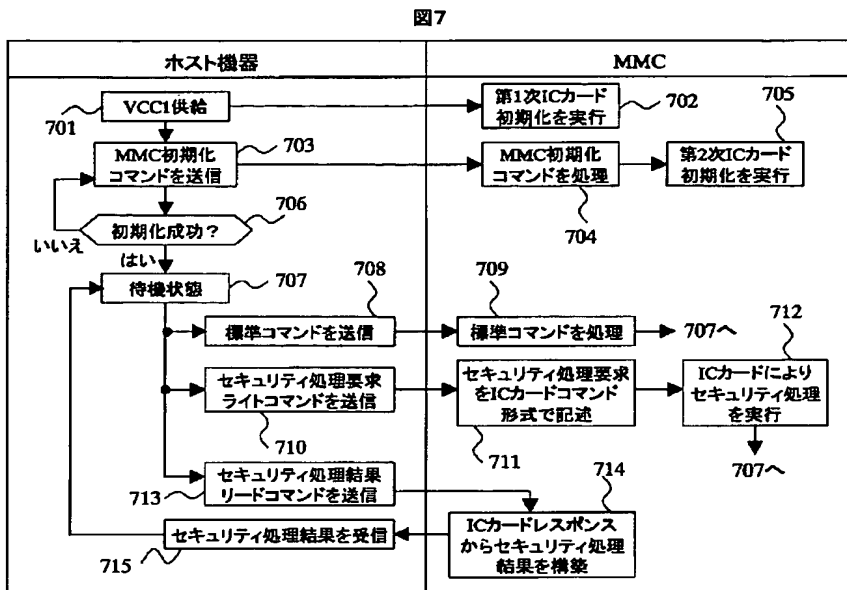 図7
ホスト機器
MMC
VCC1供給
701
第1次ICカード
初期化を実行
702
705
MMC初期化
コマンドを送信
703
MMC初期化
コマンドを処理
704
第2次ICカード
初期化を実行
初期化成功?
706
いいえ
はい
待機状態
707
708
709
標準コマンドを送信
標準コマンドを処理
707へ
712
セキュリティ処理要求
ライトコマンドを送信
710
セキュリティ処理要求
をICカードコマンド
形式で記述
711
ICカードにより
セキュリティ処理
を実行
707へ
713
セキュリティ処理結果
リードコマンドを送信
714
セキュリティ処理結果を受信
715
ICカードレスポンス
からセキュリティ処理
結果を構築